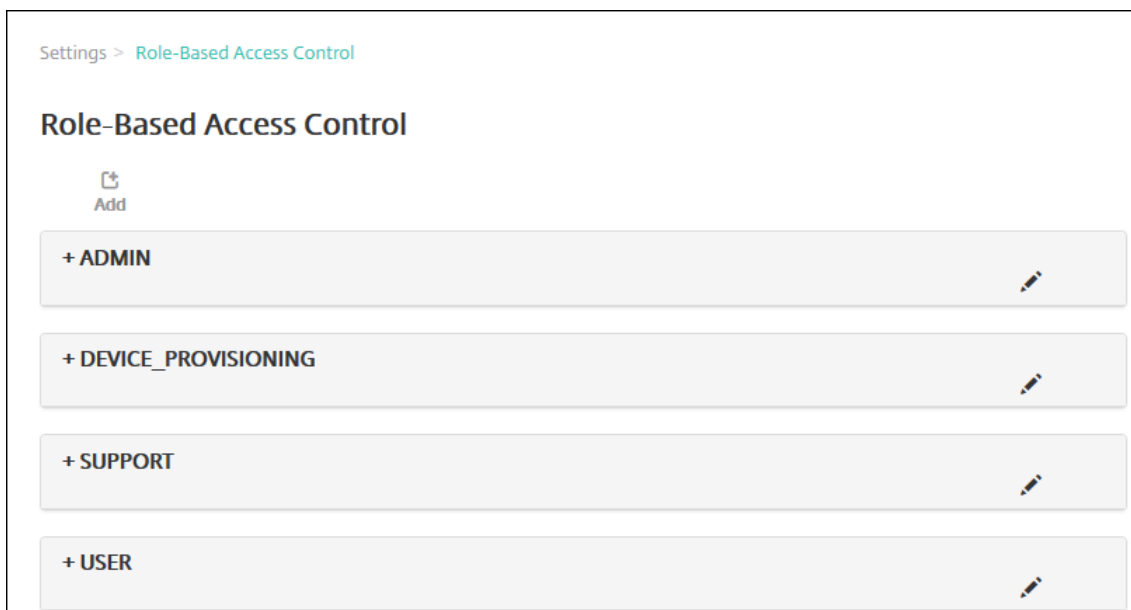 Settings > Role-Based Access Control
Role-Based Access Control
Add
+ ADMIN
+ DEVICE_PROVISIONING
+ SUPPORT
+ USER